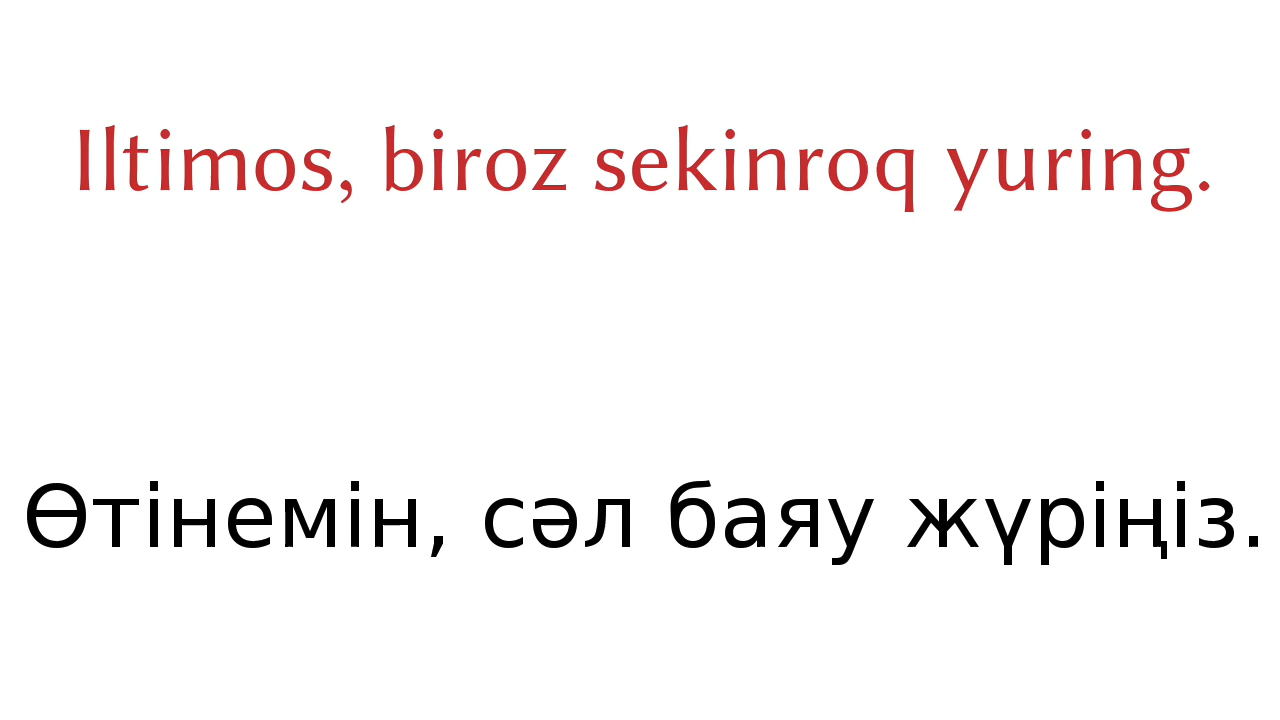 Iltimos, biroz sekinroq yuring.
Өтінемін, сәл баяу жүріңіз.